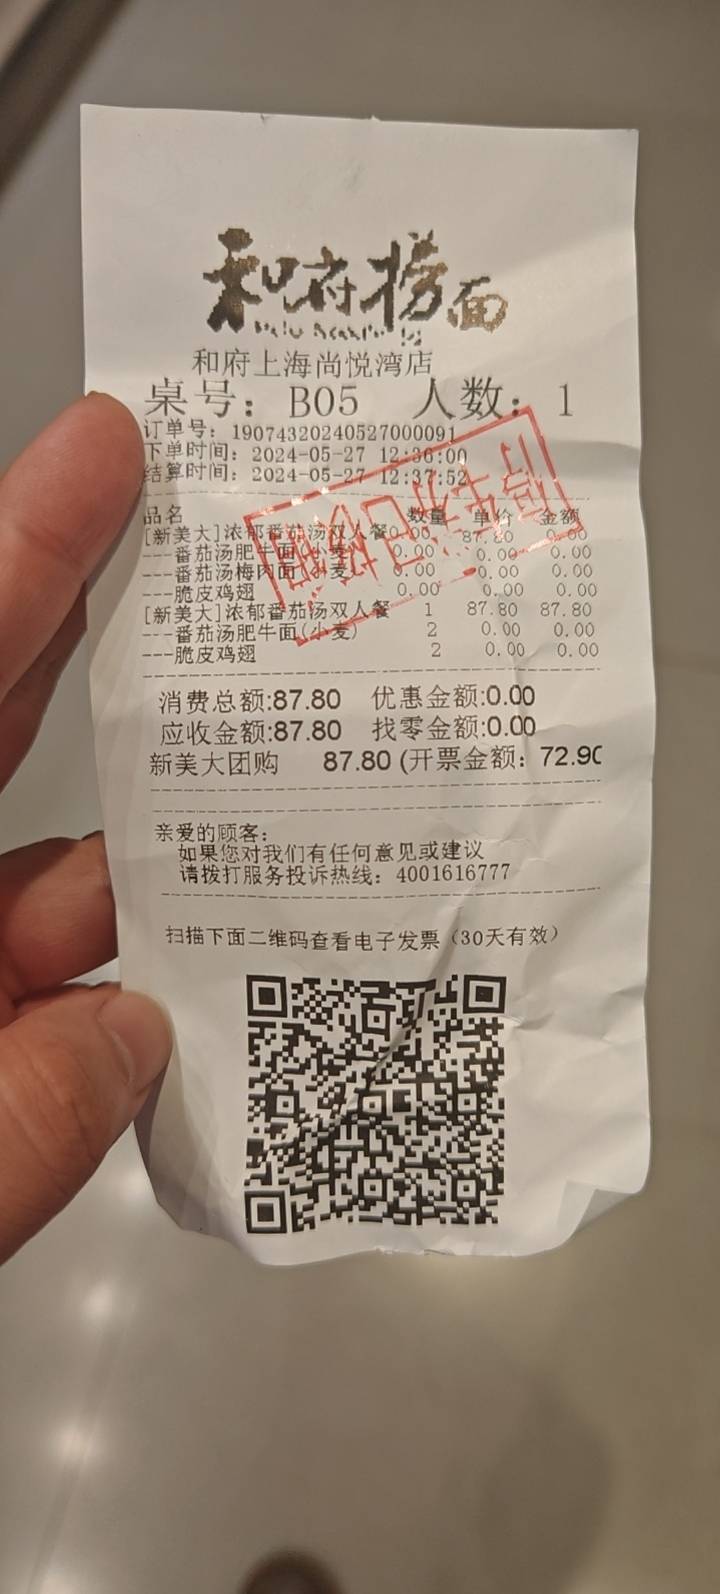 和府捞面
和府上海尚悦湾店
桌号: B05 人数: 1
订单号: 19074320240527000091
下单时间: 2024-05-27 12:36:00
结算时间: 2024-05-27 12:37:52
品名 数量 单价 金额
[新美大]浓郁番茄汤双人餐0.00 87.80 0.00
---番茄汤肥牛面(小麦) 0.00 0.00 0.00
---番茄汤梅肉面(小麦) 0.00 0.00 0.00
---脆皮鸡翅 0.00 0.00 0.00
[新美大]浓郁番茄汤双人餐 1 87.80 87.80
---番茄汤肥牛面(小麦) 2 0.00 0.00
---脆皮鸡翅 2 0.00 0.00
消费总额:87.80 优惠金额:0.00
应收金额:87.80 找零金额:0.00
新美大团购 87.80 (开票金额: 72.90
亲爱的顾客:
如果您对我们有任何意见或建议
请拨打服务投诉热线: 4001616777
扫描下面二维码查看电子发票（30天有效）